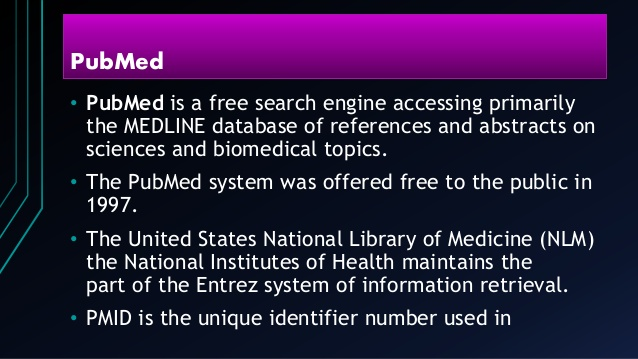 PubMed
• PubMed is a free search engine accessing primarily
the MEDLINE database of references and abstracts on
sciences and biomedical topics.
• The PubMed system was offered free to the public in
1997.
• The United States National Library of Medicine (NLM)
the National Institutes of Health maintains the
part of the Entrez system of information retrieval.
• PMID is the unique identifier number used in